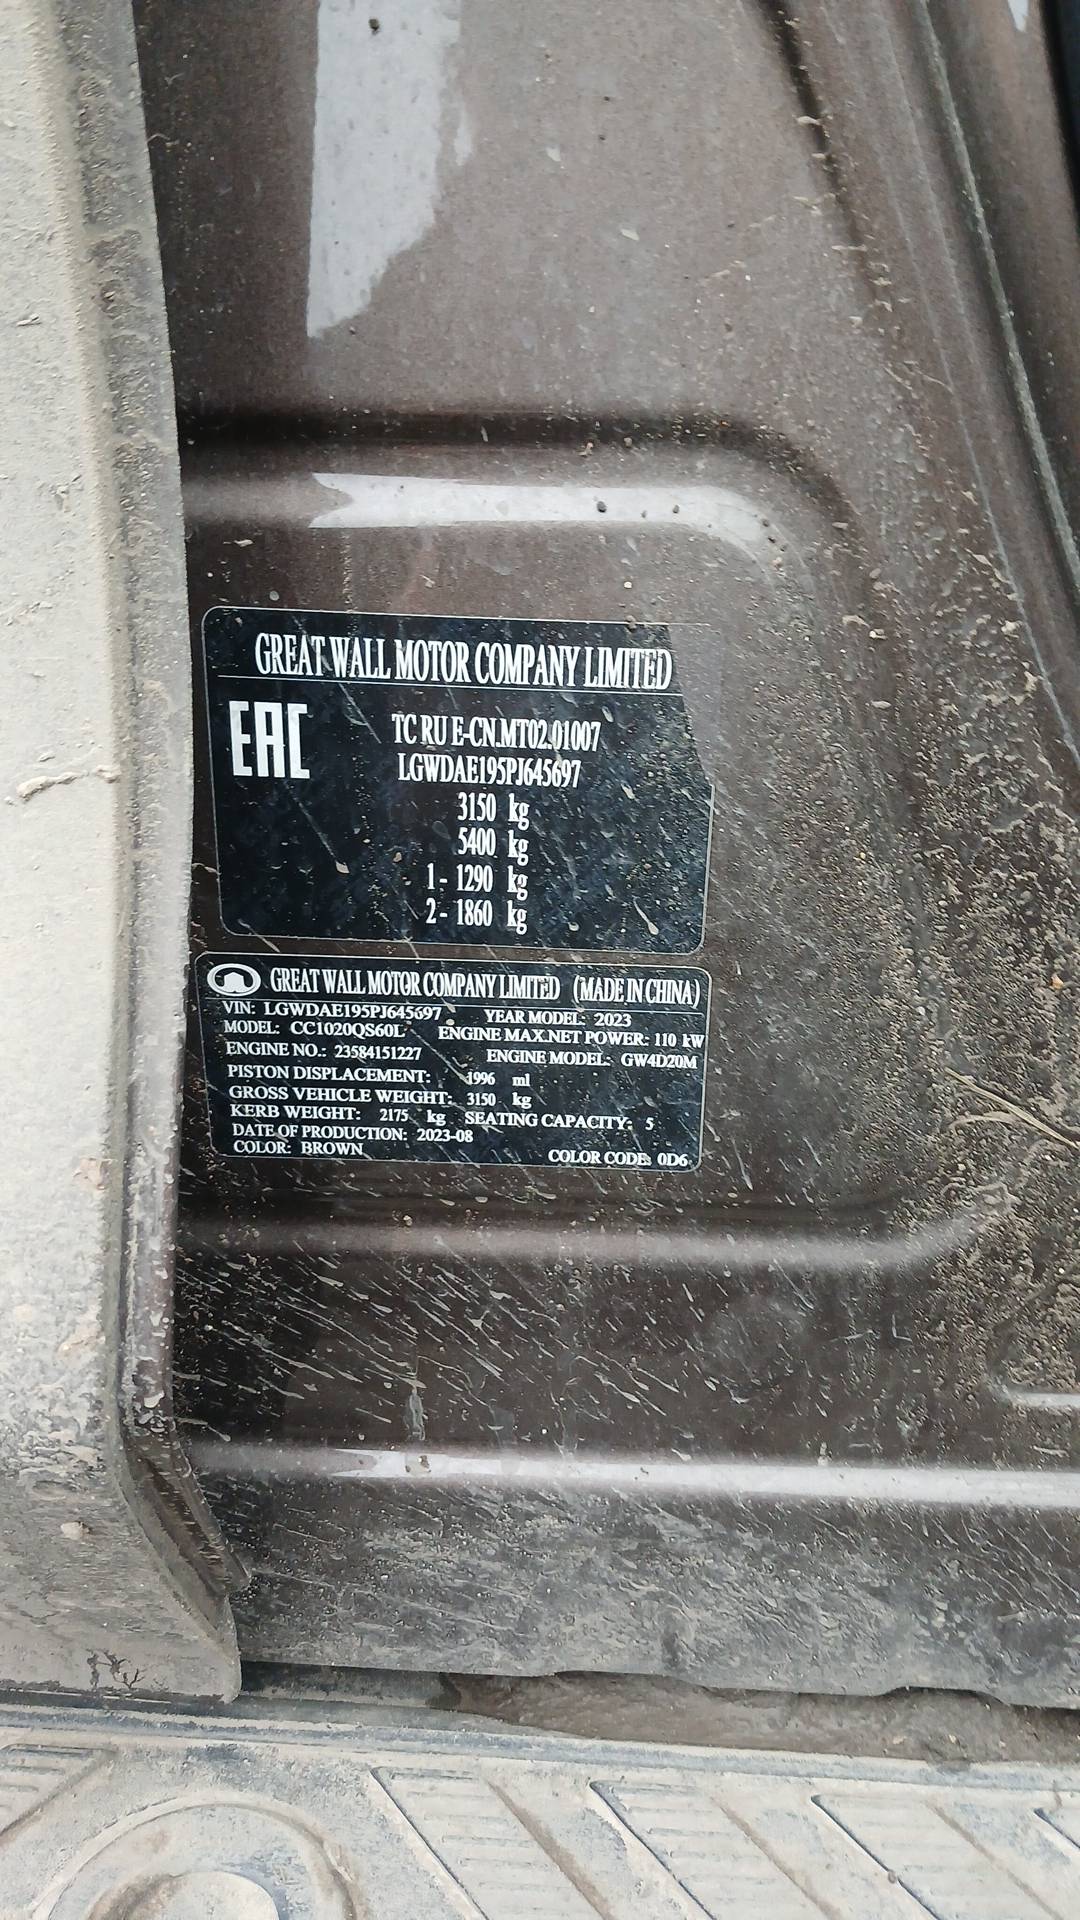 GREAT WALL MOTOR COMPANY LIMITED
EAC
TC RU E-CN.MT02.01007
LGWDAE195PJ645697
3150 kg
5400 kg
1- 1290 kg
2- 1860 kg
GREAT WALL MOTOR COMPANY LIMITED (MADE IN CHINA)
VIN: LGWDAE195PJ645697 YEAR MODEL: 2023
MODEL: CC1020QS60L ENGINE MAX.NET POWER: 110 kW
ENGINE NO.: 23584151227 ENGINE MODEL: GW4D20M
PISTON DISPLACEMENT: 1996 ml
GROSS VEHICLE WEIGHT: 3150 kg
KERB WEIGHT: 2175 kg SEATING CAPACITY: 5
DATE OF PRODUCTION: 2023-08
COLOR: BROWN COLOR CODE: 0D6